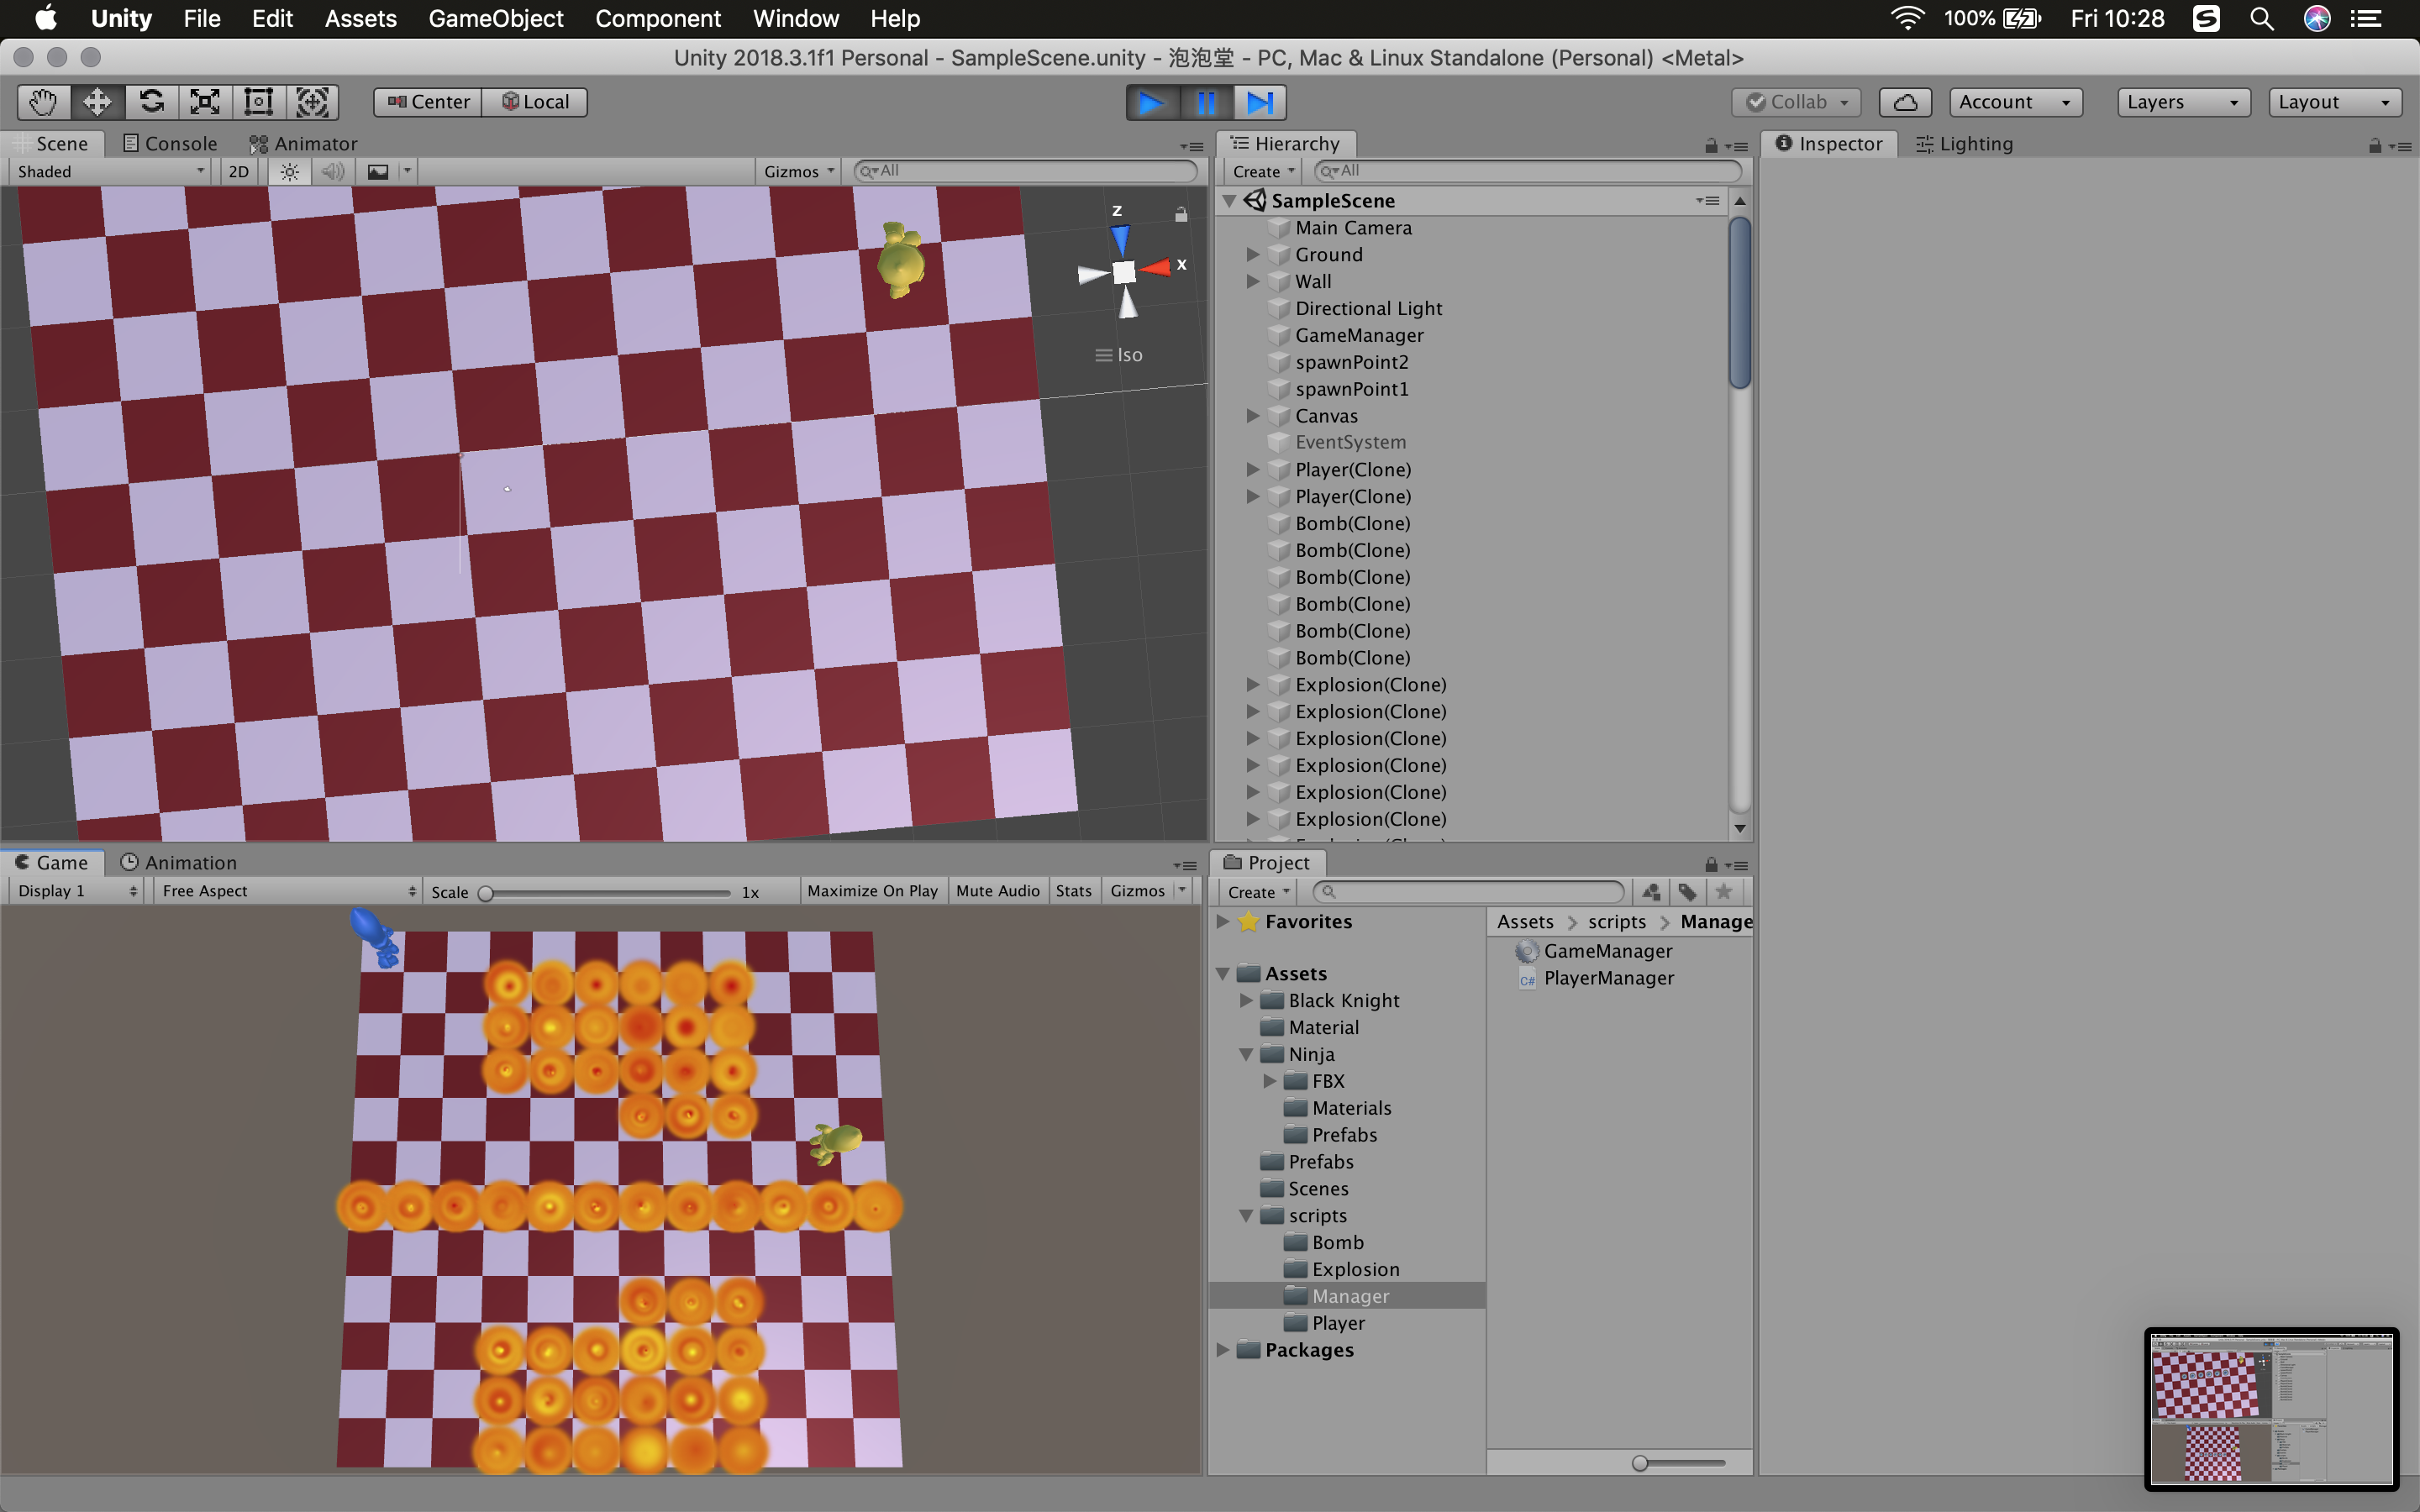 Unity File Edit Assets GameObject Component Window Help 100% Fri 10:28
Unity 2018.3.1f1 Personal - SampleScene.unity - 泡泡堂 - PC, Mac & Linux Standalone (Personal) <Metal>
Center Local Collab Account Layers Layout
Scene Console Animator
Shaded 2D Gizmos All
z
x
Iso
Hierarchy
Create All
SampleScene
Main Camera
Ground
Wall
Directional Light
GameManager
spawnPoint2
spawnPoint1
Canvas
EventSystem
Player(Clone)
Player(Clone)
Bomb(Clone)
Bomb(Clone)
Bomb(Clone)
Bomb(Clone)
Bomb(Clone)
Bomb(Clone)
Explosion(Clone)
Explosion(Clone)
Explosion(Clone)
Explosion(Clone)
Explosion(Clone)
Explosion(Clone)
Inspector Lighting
Game Animation
Display 1 Free Aspect Scale 1x Maximize On Play Mute Audio Stats Gizmos
Project
Create
Favorites
Assets
Black Knight
Material
Ninja
FBX
Materials
Prefabs
Prefabs
Scenes
scripts
Bomb
Explosion
Manager
Player
Packages
Assets > scripts > Manage
GameManager
C# PlayerManager